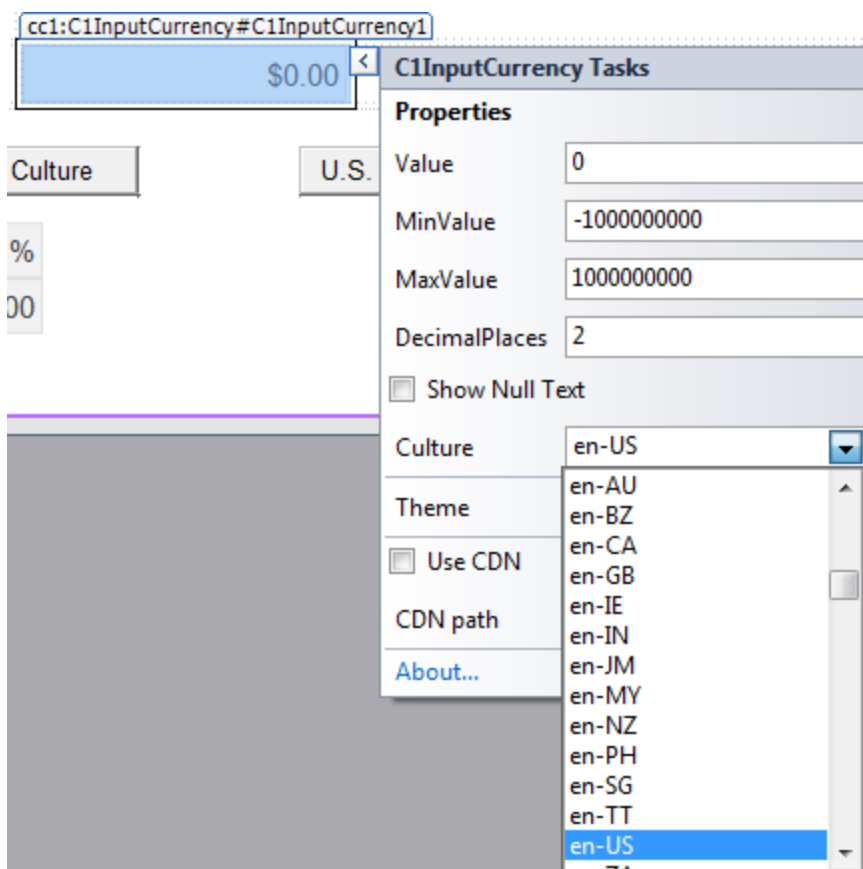 cc1:C1InputCurrency#C1InputCurrency1
$0.00
C1InputCurrency Tasks
Properties
Culture
U.S.
Value 0
MinValue -1000000000
%
MaxValue 1000000000
00
DecimalPlaces 2
Show Null Text
Culture en-US
en-AU
Theme
en-BZ
en-CA
Use CDN
en-GB
en-IE
CDN path
en-IN
About...
en-JM
en-MY
en-NZ
en-PH
en-SG
en-TT
en-US